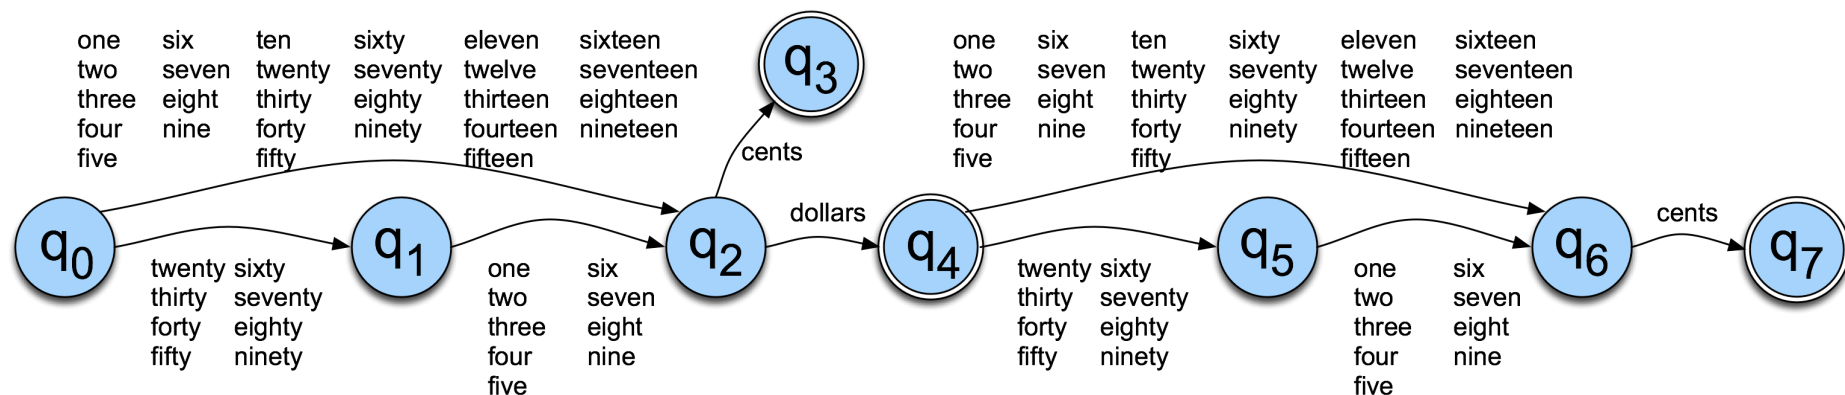 one six ten sixty eleven sixteen
two seven twenty seventy twelve seventeen
three eight thirty eighty thirteen eighteen
four nine forty ninety fourteen nineteen
five fifty fifteen
q3
cents
one six ten sixty eleven sixteen
two seven twenty seventy twelve seventeen
three eight thirty eighty thirteen eighteen
four nine forty ninety fourteen nineteen
five fifty fifteen
q0
q1
q2
dollars
q4
q5
q6
cents
q7
twenty sixty
thirty seventy
forty eighty
fifty ninety
one six
two seven
three eight
four nine
five
twenty sixty
thirty seventy
forty eighty
fifty ninety
one six
two seven
three eight
four nine
five